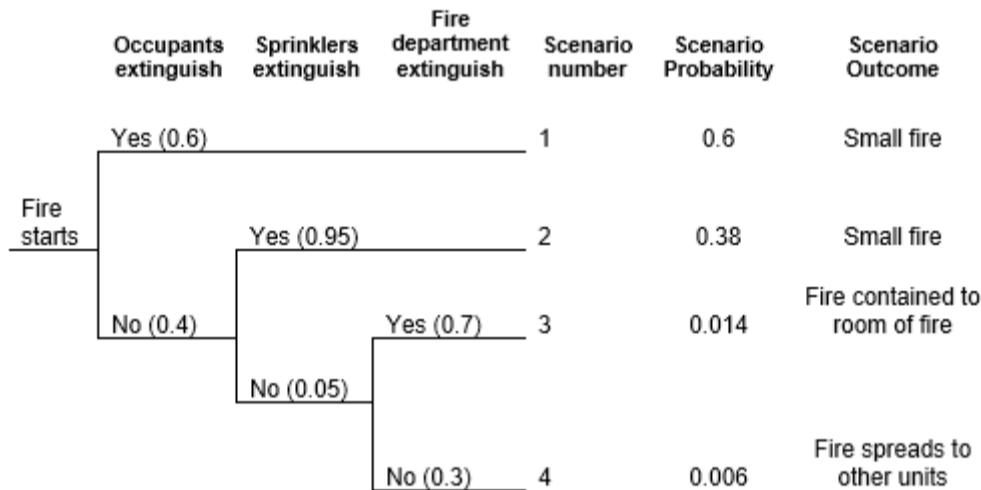 Occupants extinguish
Sprinklers extinguish
Fire department extinguish
Scenario number
Scenario Probability
Scenario Outcome
Yes (0.6)
1
0.6
Small fire
Fire starts
Yes (0.95)
2
0.38
Small fire
No (0.4)
Yes (0.7)
3
0.014
Fire contained to
room of fire
No (0.05)
No (0.3)
4
0.006
Fire spreads to
other units